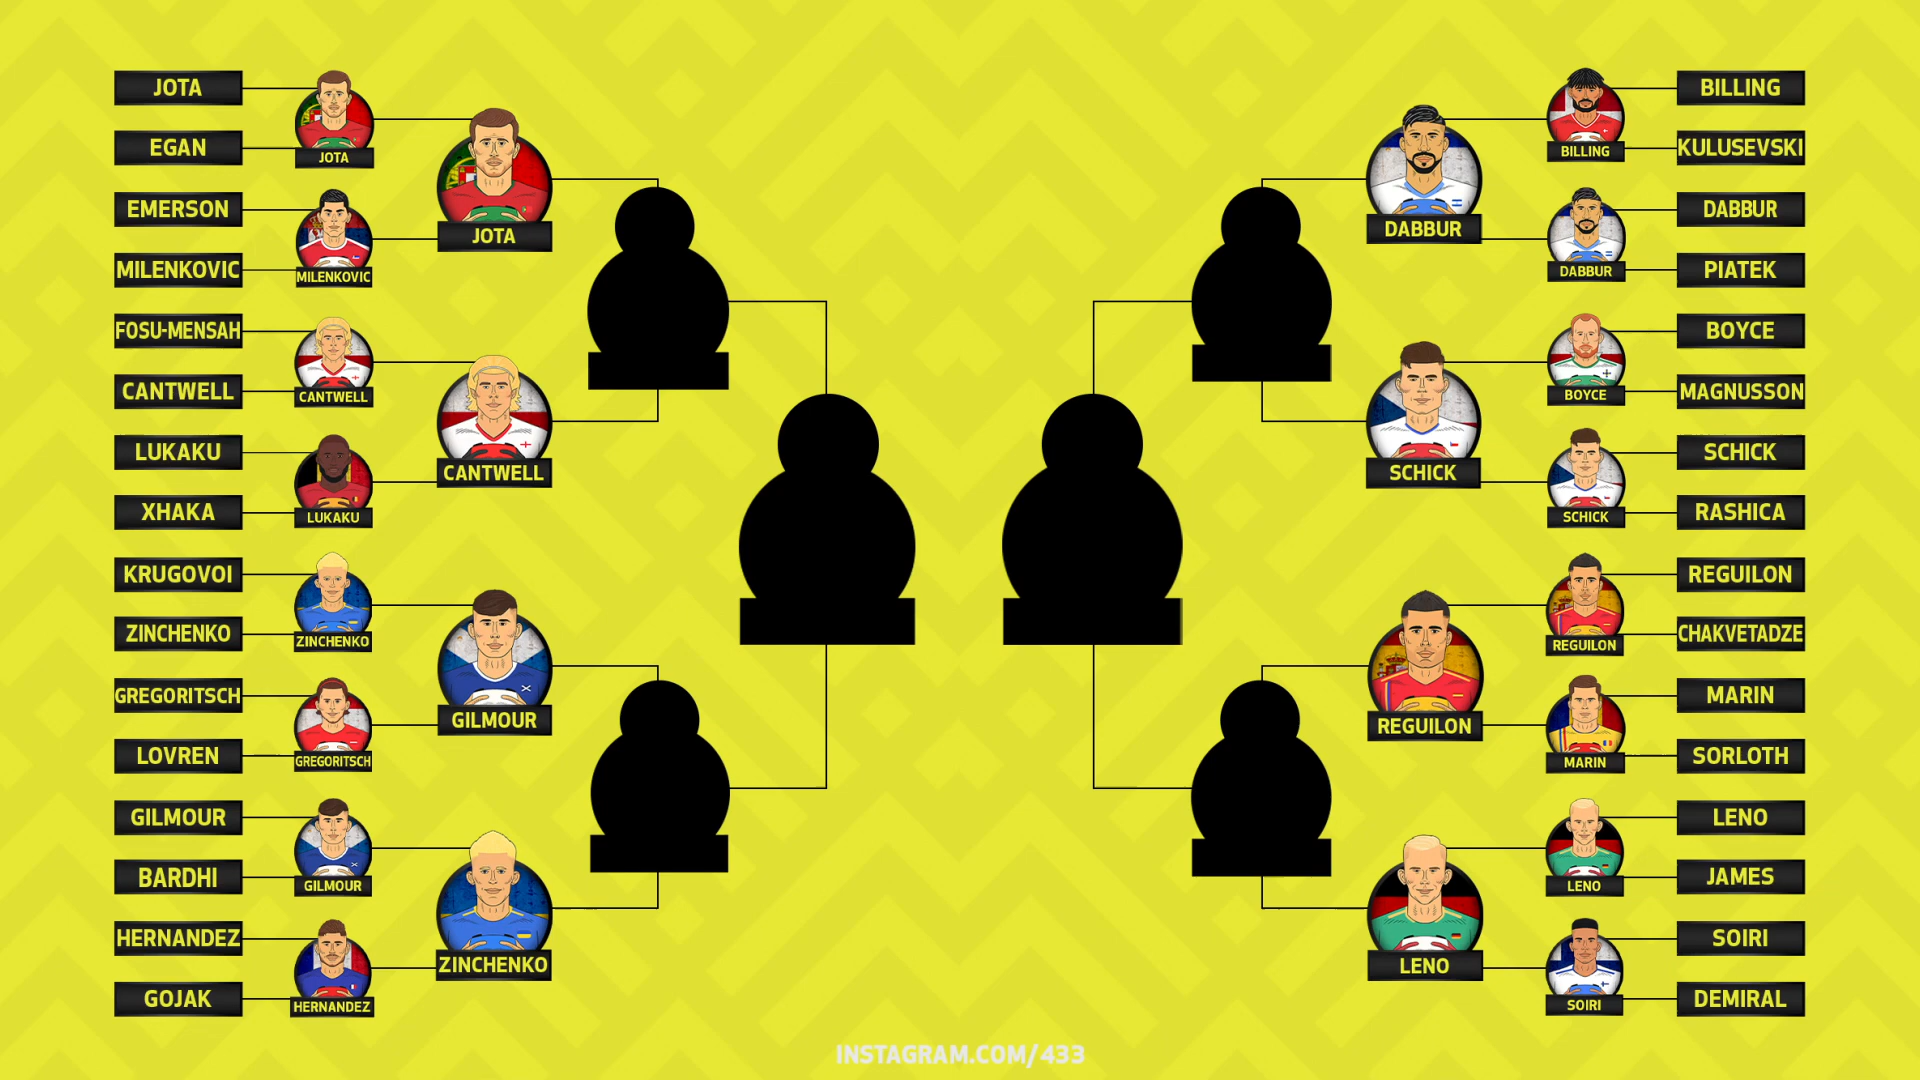 JOTA
EGAN
EMERSON
MILENKOVIC
FOSU-MENSAH
CANTWELL
LUKAKU
XHAKA
KRUGOVOI
ZINCHENKO
GREGORITSCH
LOVREN
GILMOUR
BARDHI
HERNANDEZ
GOJAK
JOTA
MILENKOVIC
CANTWELL
LUKAKU
ZINCHENKO
GREGORITSCH
GILMOUR
HERNANDEZ
JOTA
CANTWELL
GILMOUR
ZINCHENKO
DABBUR
SCHICK
REGUILON
LENO
BILLING
DABBUR
BOYCE
SCHICK
REGUILON
MARIN
LENO
SOIRI
BILLING
KULUSEVSKI
DABBUR
PIATEK
BOYCE
MAGNUSSON
SCHICK
RASHICA
REGUILON
CHAKVETADZE
MARIN
SORLOTH
LENO
JAMES
SOIRI
DEMIRAL
INSTAGRAM.COM/433